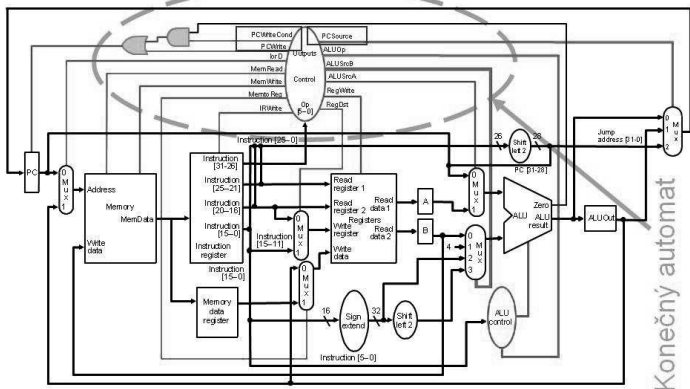 PCWriteCond
PCSource
PCWrite
Outputs
ALUOp
IorD
ALUSrcB
MemRead
ALUSrcA
Control
MemWrite
RegWrite
MemtoReg
Op
RegDst
IRWrite
[5–0]
Instruction [25–0]
26
Shift
left 2
28
Jump
address [31-0]
PC [31-28]
0
1
2
Mux
PC
0
Mux
1
Address
Memory
MemData
Write
data
Instruction
[31-26]
Instruction
[25–21]
Instruction
[20–16]
Instruction
[15–0]
Instruction
register
Instruction
[15–0]
Instruction
[15–11]
0
Mux
1
0
Mux
1
Read
register 1
Read
register 2
Registers
Write
register
Write
data
Read
data 1
Read
data 2
A
B
0
Mux
1
4
0
1
2
3
Mux
Zero
ALU
ALU
result
ALUOut
Memory
data
register
16
Sign
extend
32
Shift
left 2
ALU
control
Instruction [5–0]
Konečný automat